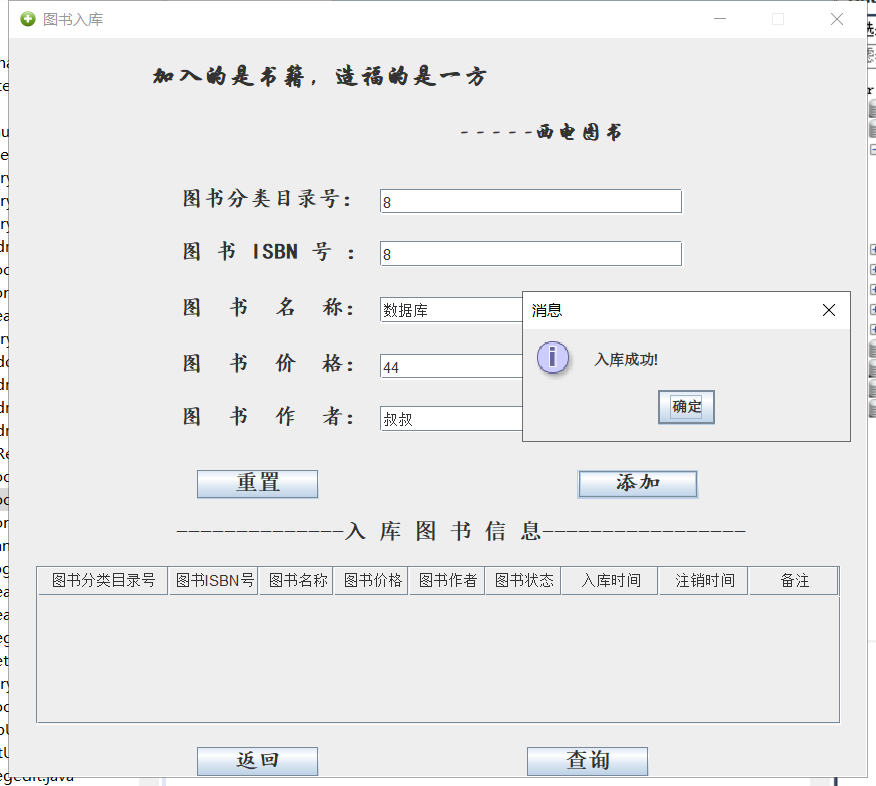 图书入库
加入的是书籍，造福的是一方
-----西电图书
图书分类目录号： 8
图 书 ISBN 号 ： 8
图 书 名 称： 数据库
图 书 价 格： 44
图 书 作 者： 叔叔
消息
入库成功!
确定
重置 添加
--------------入 库 图 书 信 息-----------------
图书分类目录号 图书ISBN号 图书名称 图书价格 图书作者 图书状态 入库时间 注销时间 备注
返回 查询